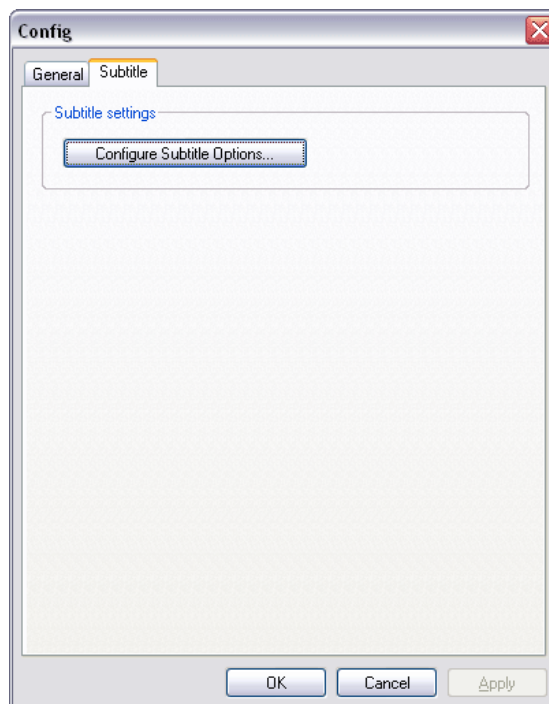 Config
General Subtitle
Subtitle settings
Configure Subtitle Options...
OK Cancel Apply